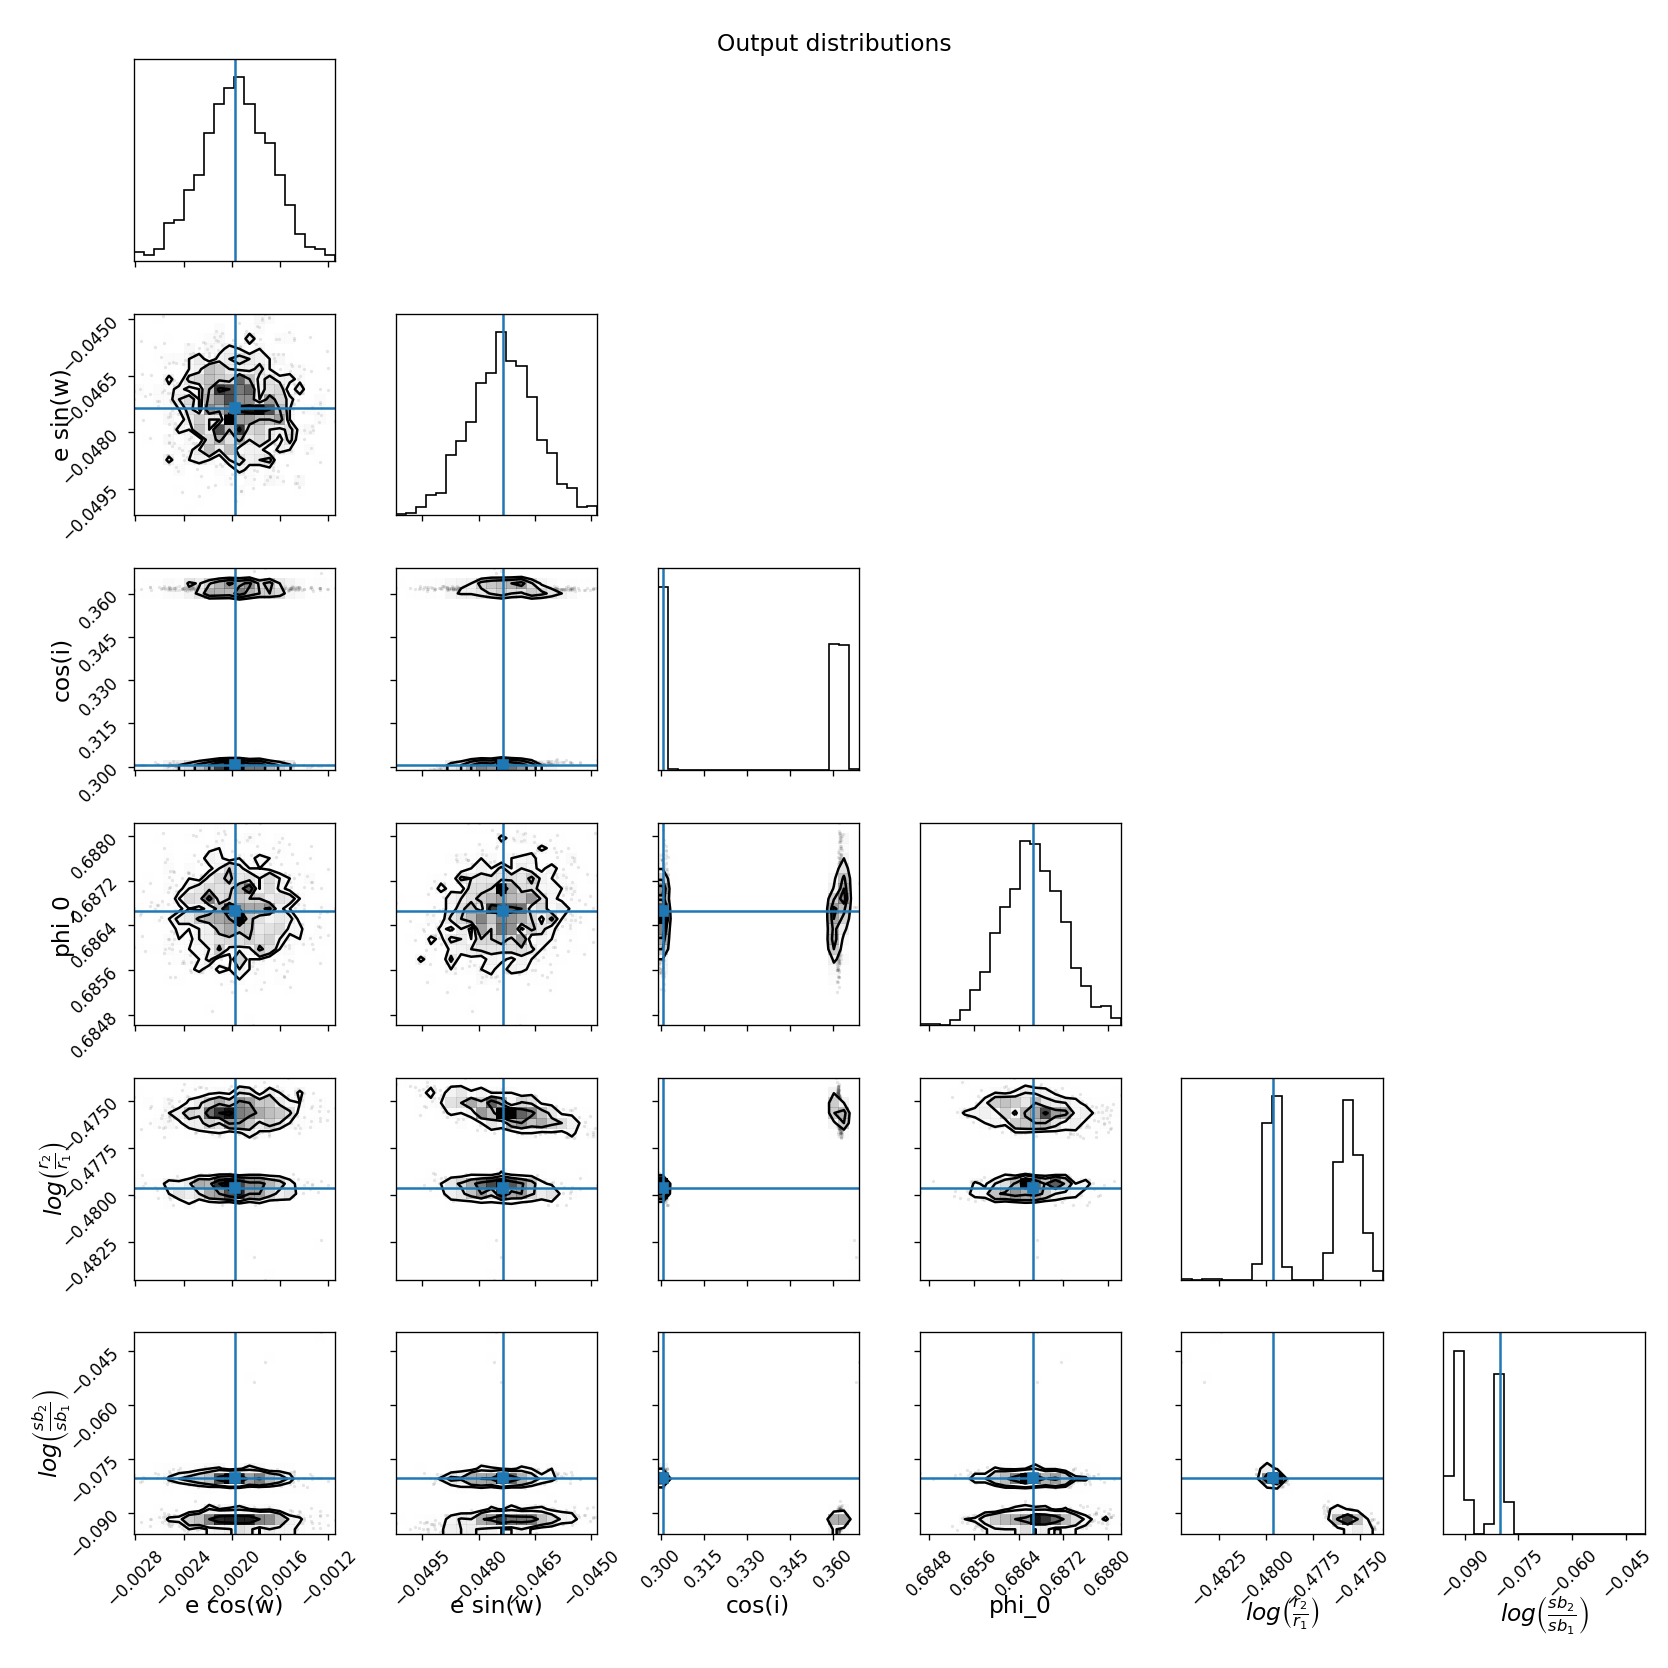 Output distributions
e sin(w)
−0.0450
−0.0465
−0.0480
−0.0495
cos(i)
0.360
0.345
0.330
0.315
0.300
phi_0
0.6880
0.6872
0.6864
0.6856
0.6848
log(r₂/r₁)
−0.4750
−0.4775
−0.4800
−0.4825
log(sb₂/sb₁)
−0.045
−0.060
−0.075
−0.090
−0.0028 −0.0024 −0.0020 −0.0016 −0.0012
e cos(w)
−0.0495 −0.0480 −0.0465 −0.0450
e sin(w)
0.300 0.315 0.330 0.345 0.360
cos(i)
0.6848 0.6856 0.6864 0.6872 0.6880
phi_0
−0.4825 −0.4800 −0.4775 −0.4750
log(r₂/r₁)
−0.090 −0.075 −0.060 −0.045
log(sb₂/sb₁)